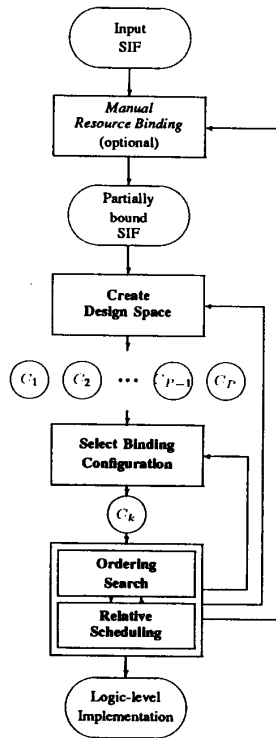 Input
SIF
Manual
Resource Binding
(optional)
Partially
bound
SIF
Create
Design Space
C1 C2 ••• CP−1 CP
Select Binding
Configuration
Ck
Ordering
Search
Relative
Scheduling
Logic-level
Implementation